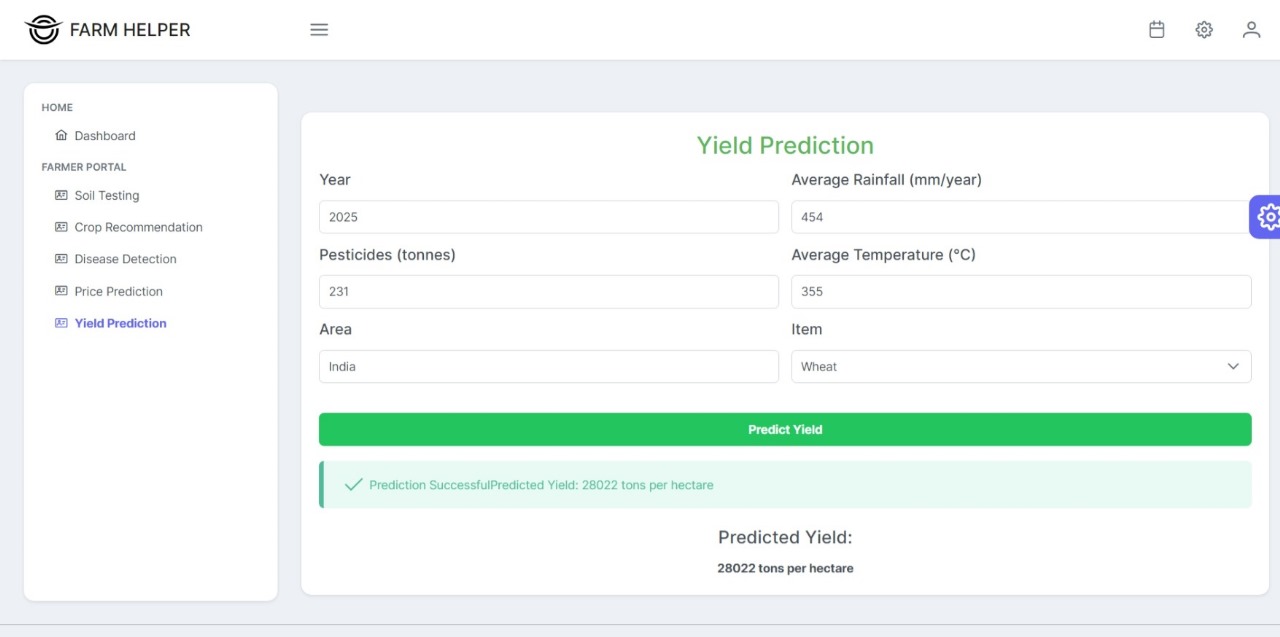 FARM HELPER
HOME
Dashboard
FARMER PORTAL
Soil Testing
Crop Recommendation
Disease Detection
Price Prediction
Yield Prediction
Yield Prediction
Year
Average Rainfall (mm/year)
2025
454
Pesticides (tonnes)
Average Temperature (°C)
231
355
Area
Item
India
Wheat
Predict Yield
Prediction SuccessfulPredicted Yield: 28022 tons per hectare
Predicted Yield:
28022 tons per hectare